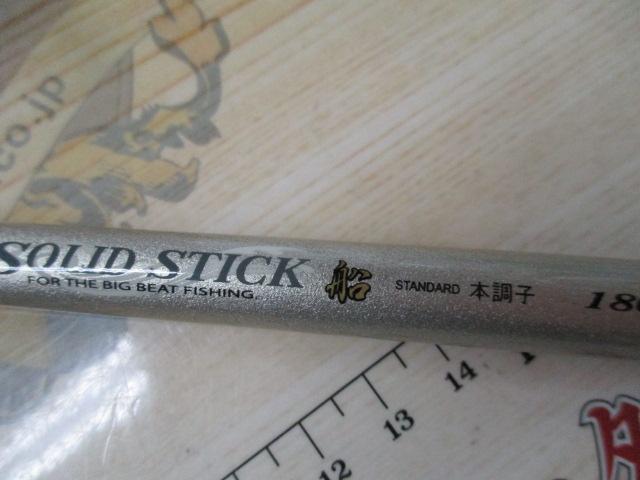 co.jp
SOLID STICK 船 STANDARD 本調子
FOR THE BIG BEAT FISHING.
12 13 14